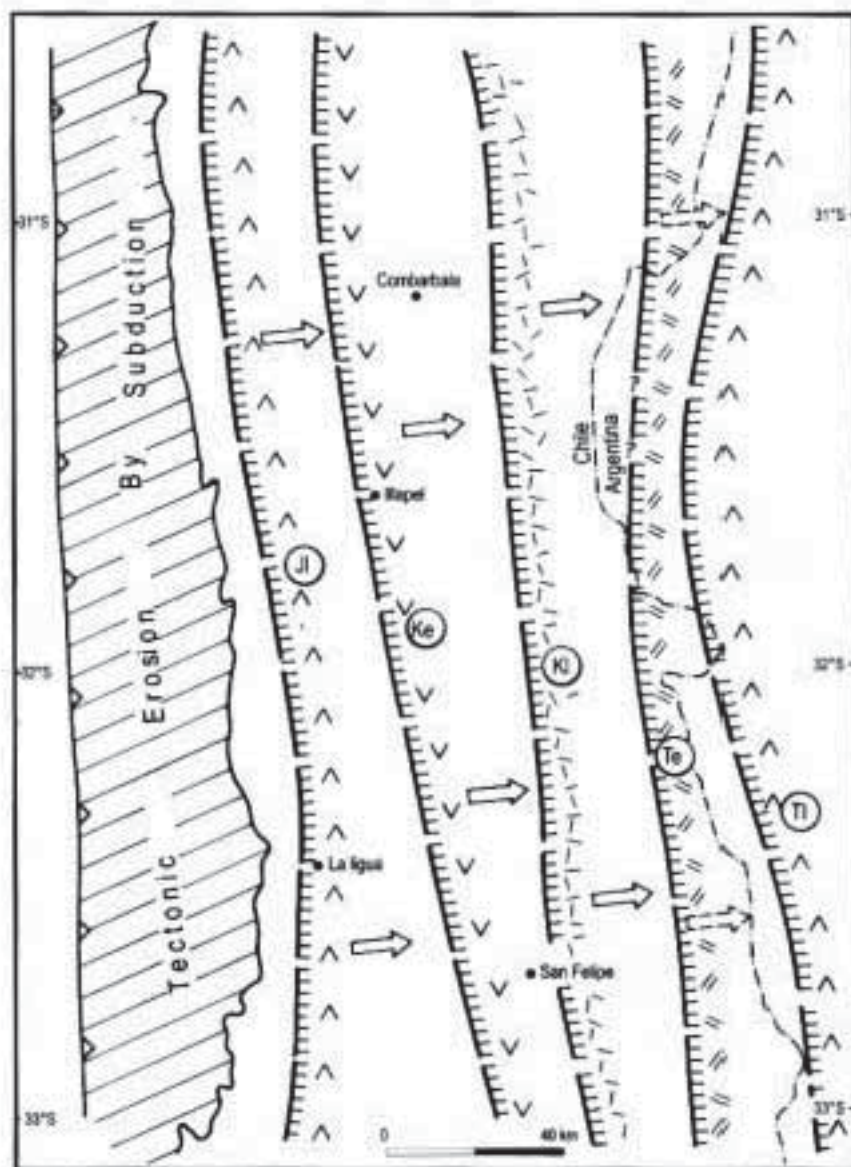 31°S
31°S
Combarbala
Tectonic Erosion By Subduction
Chile
Argentina
Illapel
Jl
Ke
Kl
32°S
32°S
Te
Tl
La ligua
San Felipe
33°S
33°S
0
40 km